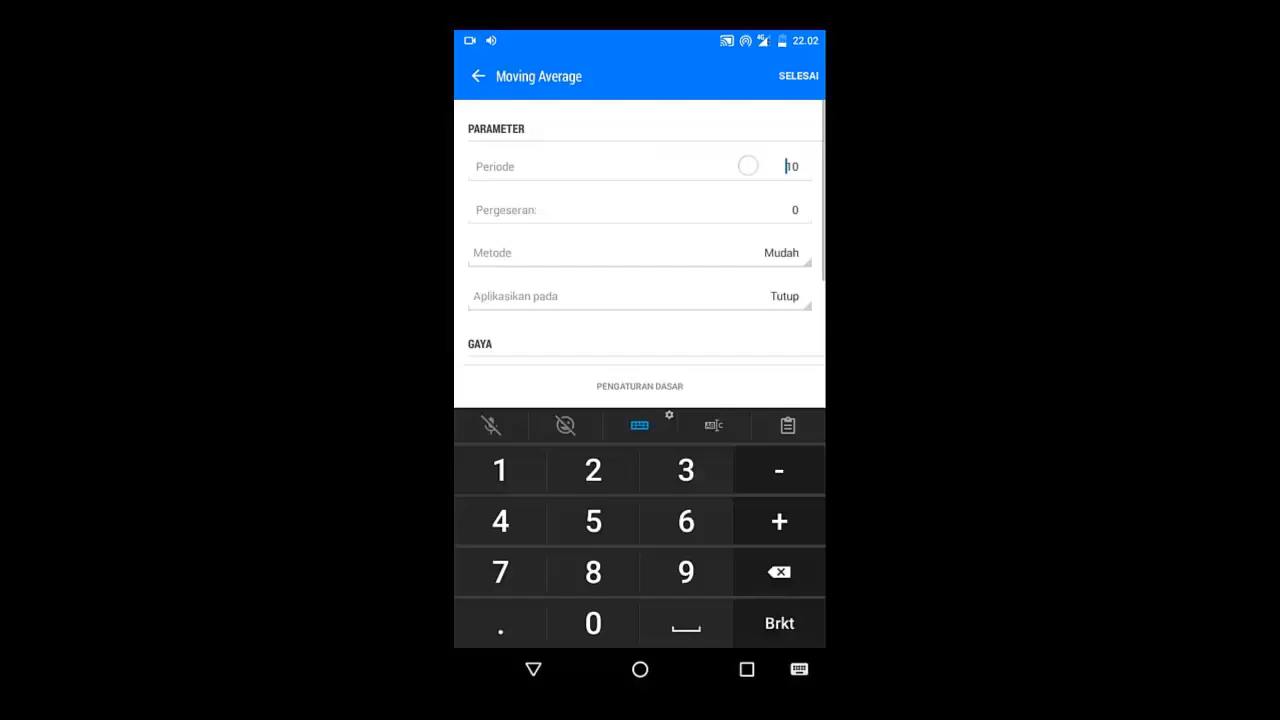 22.02
Moving Average
SELESAI
PARAMETER
Periode 10
Pergeseran: 0
Metode Mudah
Aplikasikan pada Tutup
GAYA
PENGATURAN DASAR
1 2 3 -
4 5 6 +
7 8 9
. 0 Brkt